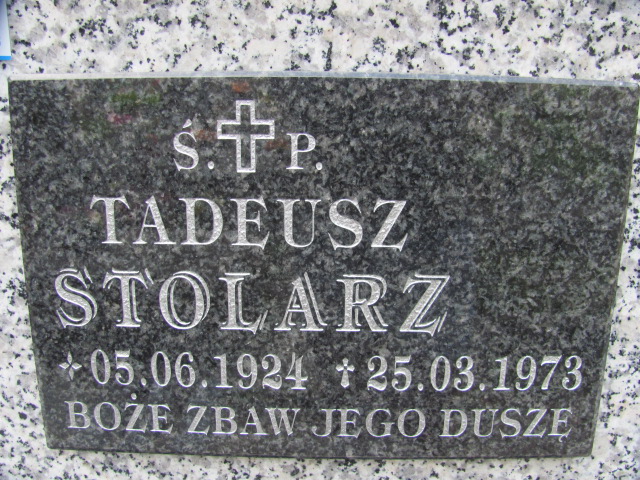 Ś. P.
TADEUSZ
STOLARZ
05.06.1924 † 25.03.1973
BOŻE ZBAW JEGO DUSZĘ